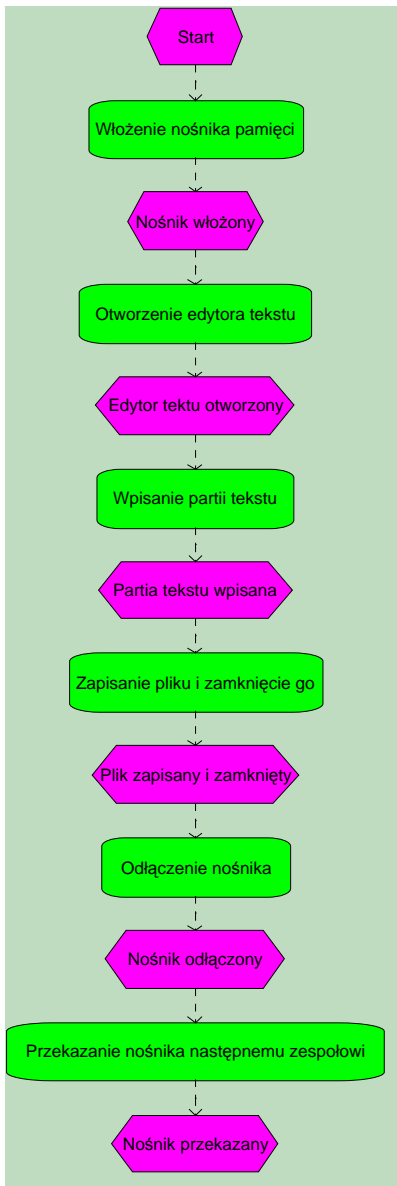 Start
Włożenie nośnika pamięci
Nośnik włożony
Otworzenie edytora tekstu
Edytor tektu otworzony
Wpisanie partii tekstu
Partia tekstu wpisana
Zapisanie pliku i zamknięcie go
Plik zapisany i zamknięty
Odłączenie nośnika
Nośnik odłączony
Przekazanie nośnika następnemu zespołowi
Nośnik przekazany